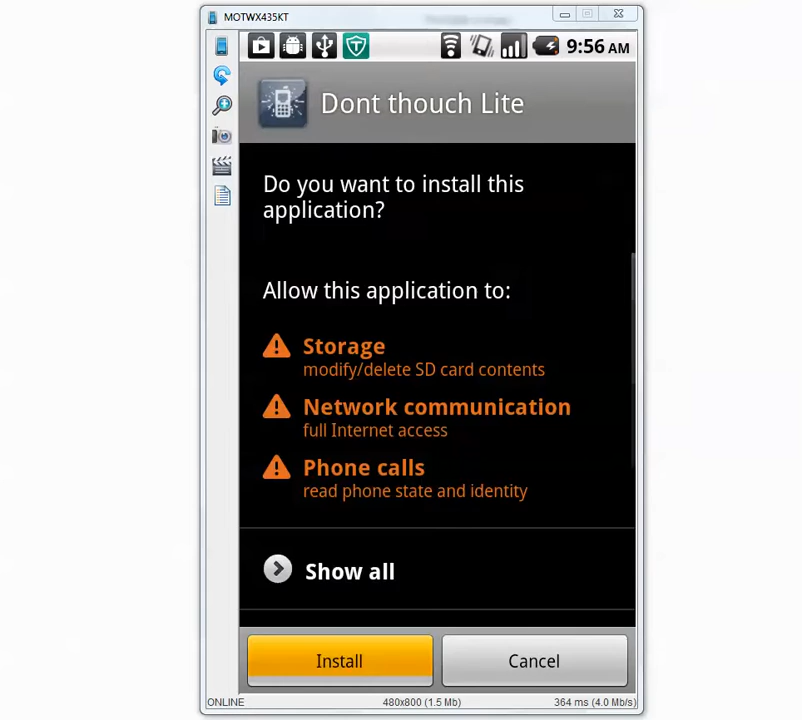 MOTWX435KT
9:56 AM
Dont thouch Lite
Do you want to install this
application?
Allow this application to:
Storage
modify/delete SD card contents
Network communication
full Internet access
Phone calls
read phone state and identity
Show all
Install
Cancel
ONLINE
480x800 (1.5 Mb)
364 ms (4.0 Mb/s)